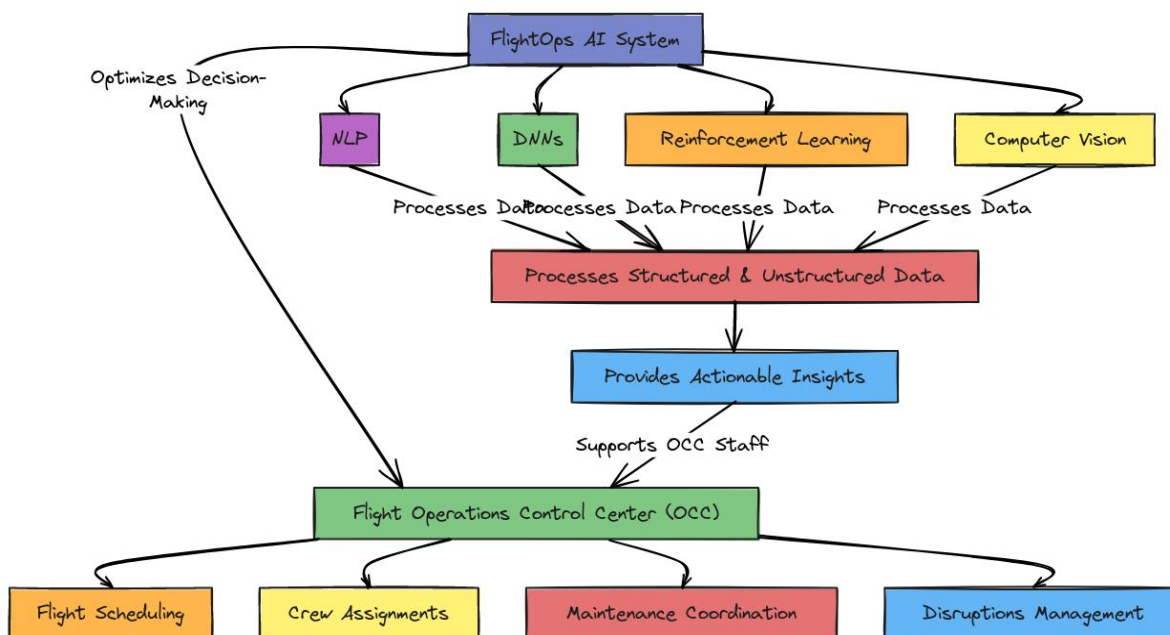 FlightOps AI System
Optimizes Decision-
Making
NLP
DNNs
Reinforcement Learning
Computer Vision
Processes Data
Processes Data
Processes Data
Processes Data
Processes Structured & Unstructured Data
Provides Actionable Insights
Supports OCC Staff
Flight Operations Control Center (OCC)
Flight Scheduling
Crew Assignments
Maintenance Coordination
Disruptions Management